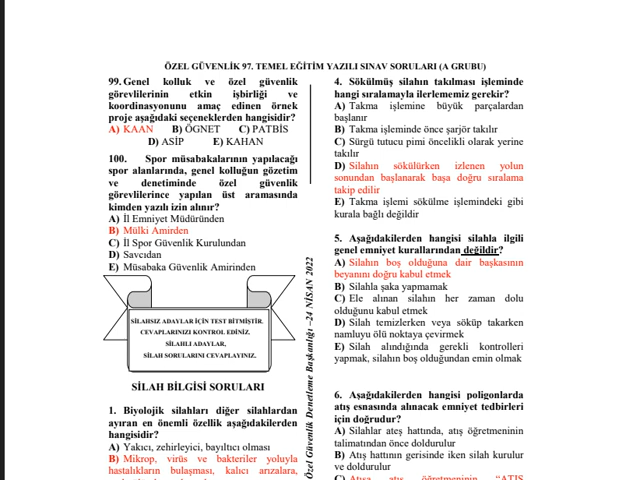 ÖZEL GÜVENLİK 97. TEMEL EĞİTİM YAZILI SINAV SORULARI (A GRUBU)
99. Genel kolluk ve özel güvenlik
görevlilerinin etkin işbirliği ve
koordinasyonunu amaç edinen örnek
proje aşağıdaki seçeneklerden hangisidir?
A) KAAN B) ÖGNET C) PATBİS
D) ASİP E) KAHAN
100. Spor müsabakalarının yapılacağı
spor alanlarında, genel kolluğun gözetim
ve denetiminde özel güvenlik
görevlilerince yapılan üst aramasında
kimden yazılı izin alınır?
A) İl Emniyet Müdüründen
B) Mülki Amirden
C) İl Spor Güvenlik Kurulundan
D) Savcıdan
E) Müsabaka Güvenlik Amirinden
SİLAHSIZ ADAYLAR İÇİN TEST BİTMİŞTİR.
CEVAPLARINIZI KONTROL EDİNİZ.
SİLAHLI ADAYLAR,
SİLAH SORULARINI CEVAPLAYINIZ.
SİLAH BİLGİSİ SORULARI
1. Biyolojik silahları diğer silahlardan
ayıran en önemli özellik aşağıdakilerden
hangisidir?
A) Yakıcı, zehirleyici, bayıltıcı olması
B) Mikrop, virüs ve bakteriler yoluyla
hastalıkların bulaşması, kalıcı arızalara,
Özel Güvenlik Denetleme Başkanlığı –24 NİSAN 2022
4. Sökülmüş silahın takılması işleminde
hangi sıralamayla ilerlememiz gerekir?
A) Takma işlemine büyük parçalardan
başlanır
B) Takma işleminde önce şarjör takılır
C) Sürgü tutucu pimi öncelikli olarak yerine
takılır
D) Silahın sökülürken izlenen yolun
sonundan başlanarak başa doğru sıralama
takip edilir
E) Takma işlemi sökülme işlemindeki gibi
kurala bağlı değildir
5. Aşağıdakilerden hangisi silahla ilgili
genel emniyet kurallarından değildir?
A) Silahın boş olduğuna dair başkasının
beyanını doğru kabul etmek
B) Silahla şaka yapmamak
C) Ele alınan silahın her zaman dolu
olduğunu kabul etmek
D) Silah temizlerken veya söküp takarken
namluyu ölü noktaya çevirmek
E) Silah alındığında gerekli kontrolleri
yapmak, silahın boş olduğundan emin olmak
6. Aşağıdakilerden hangisi poligonlarda
atış esnasında alınacak emniyet tedbirleri
için doğrudur?
A) Silahlar ateş hattında, atış öğretmeninin
talimatından önce doldurulur
B) Atış hattının gerisinde iken silah kurulur
ve doldurulur
C) Atışa atış öğretmeninin “ATIŞ